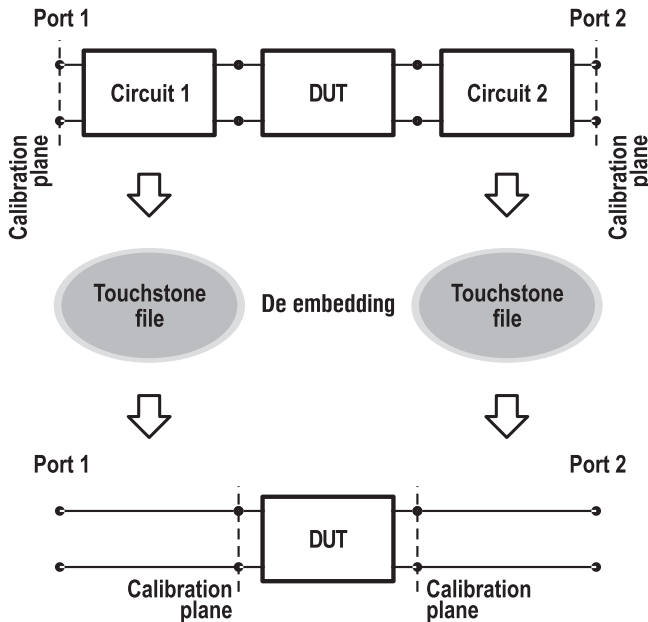 Port 1
Port 2
Circuit 1
DUT
Circuit 2
Calibration
plane
Calibration
plane
Touchstone
file
De embedding
Touchstone
file
Port 1
Port 2
DUT
Calibration
plane
Calibration
plane